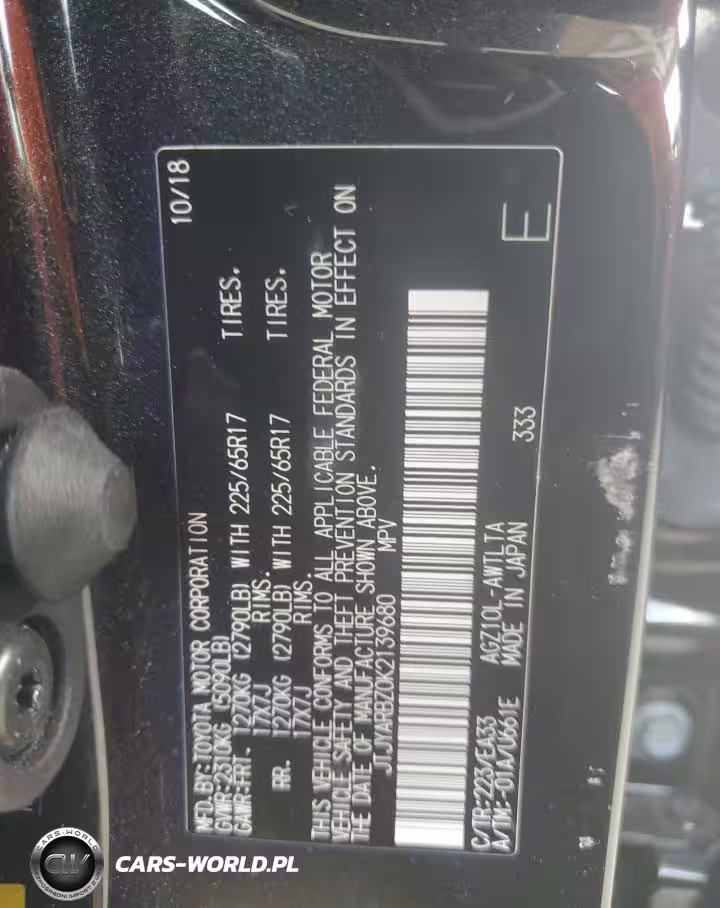 MFD. BY: TOYOTA MOTOR CORPORATION 10/18
GVWR: 2310KG (5090LB)
GAWR: FRT. 1270KG (2790LB) WITH 225/65R17 TIRES.
17X7J RIMS.
RR. 1270KG (2790LB) WITH 225/65R17 TIRES.
17X7J RIMS.
THIS VEHICLE CONFORMS TO ALL APPLICABLE FEDERAL MOTOR
VEHICLE SAFETY AND THEFT PREVENTION STANDARDS IN EFFECT ON
THE DATE OF MANUFACTURE SHOWN ABOVE.
JTJYARBZ0K2139680 MPV
C/TR: 223/EA33 AGZ10L-AWTLTA 333
A/TM: -01A/U661E MADE IN JAPAN
E
CARS-WORLD
CW
CARS-WORLD.PL